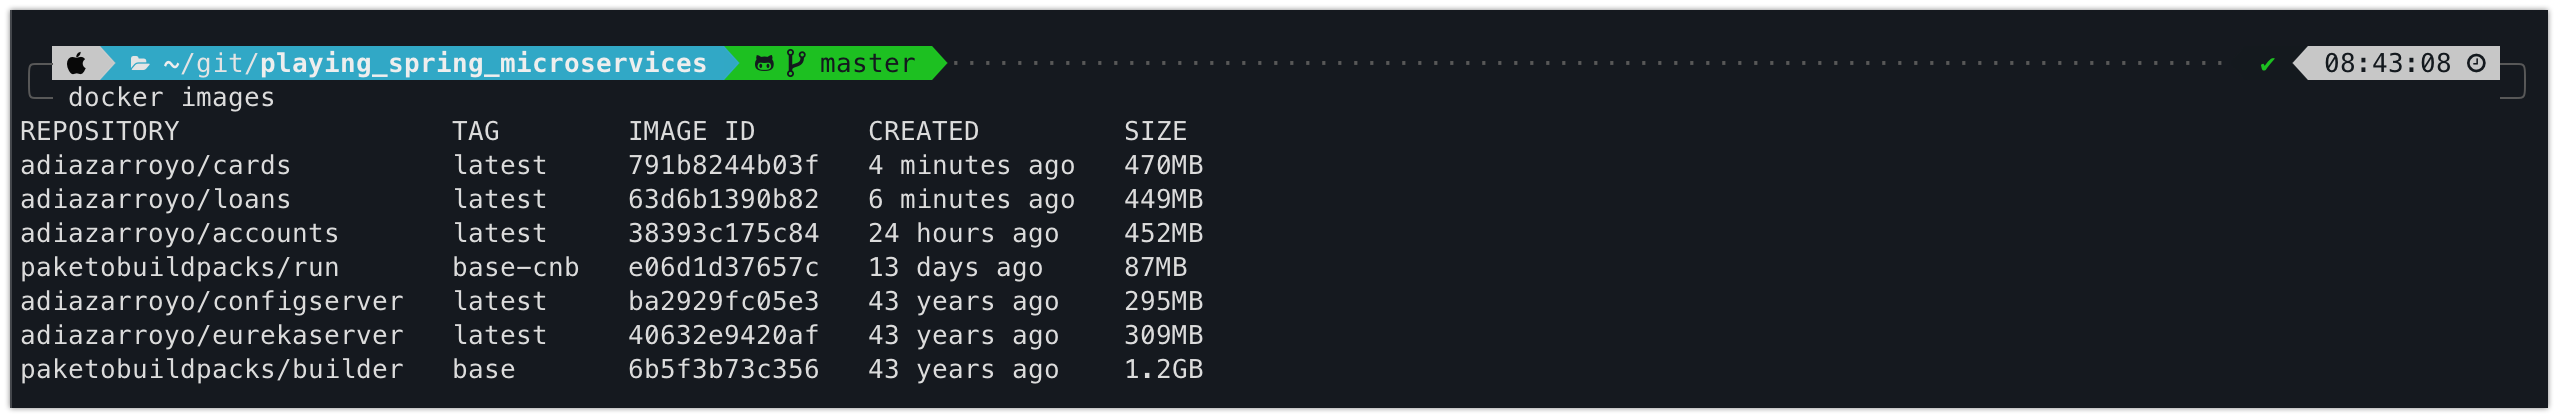 ~/git/playing_spring_microservices master ✔ 08:43:08
docker images
REPOSITORY TAG IMAGE ID CREATED SIZE
adiazarroyo/cards latest 791b8244b03f 4 minutes ago 470MB
adiazarroyo/loans latest 63d6b1390b82 6 minutes ago 449MB
adiazarroyo/accounts latest 38393c175c84 24 hours ago 452MB
paketobuildpacks/run base-cnb e06d1d37657c 13 days ago 87MB
adiazarroyo/configserver latest ba2929fc05e3 43 years ago 295MB
adiazarroyo/eurekaserver latest 40632e9420af 43 years ago 309MB
paketobuildpacks/builder base 6b5f3b73c356 43 years ago 1.2GB